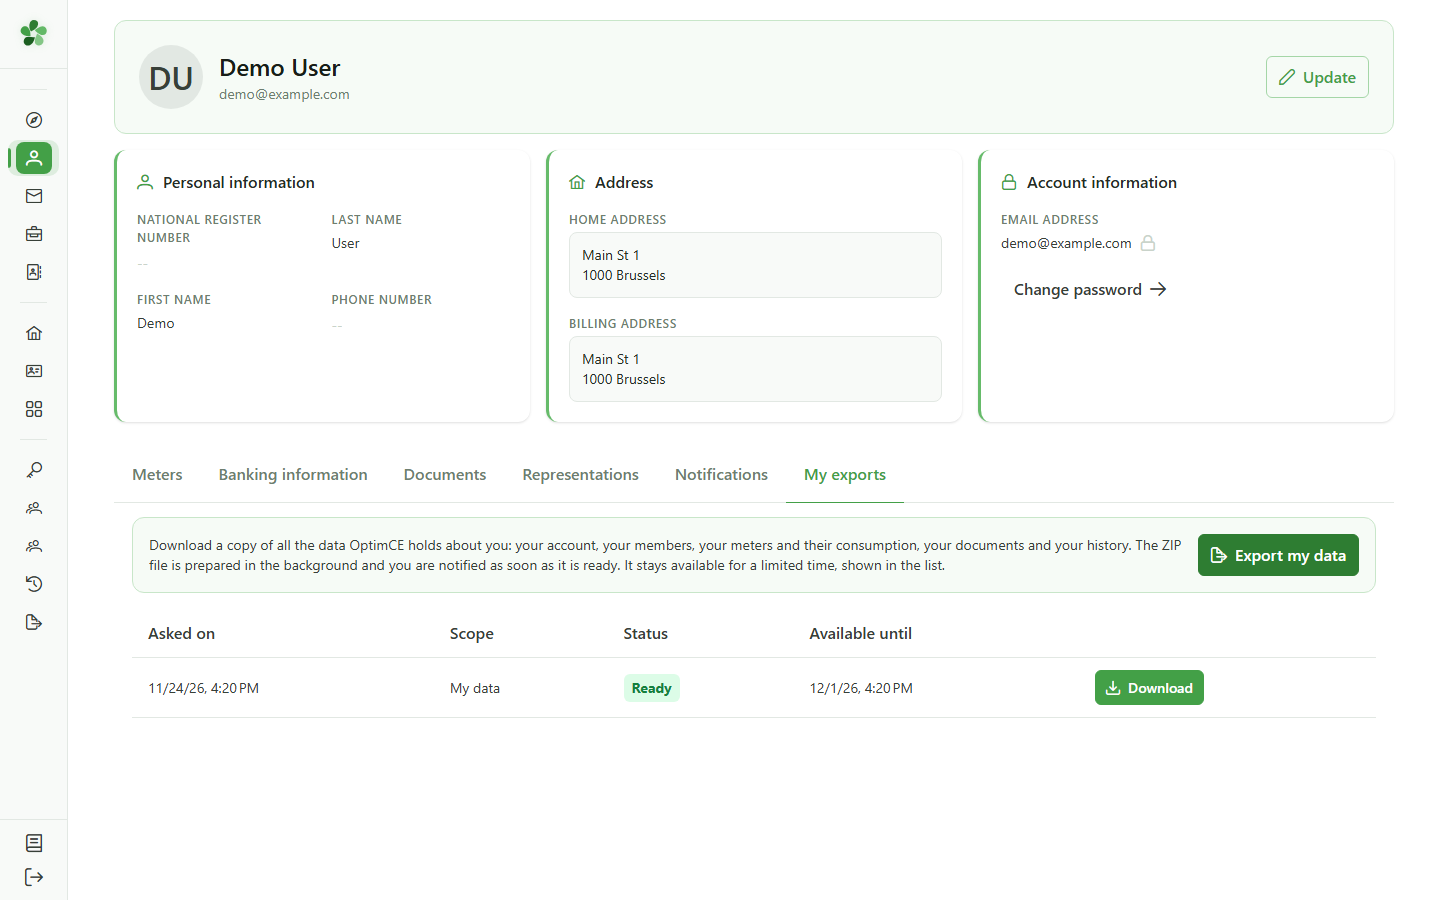 DU
Demo User
demo@example.com
Update
Personal information
NATIONAL REGISTER NUMBER
--
LAST NAME
User
FIRST NAME
Demo
PHONE NUMBER
--
Address
HOME ADDRESS
Main St 1
1000 Brussels
BILLING ADDRESS
Main St 1
1000 Brussels
Account information
EMAIL ADDRESS
demo@example.com
Change password
Meters Banking information Documents Representations Notifications My exports
Download a copy of all the data OptimCE holds about you: your account, your members, your meters and their consumption, your documents and your history. The ZIP
file is prepared in the background and you are notified as soon as it is ready. It stays available for a limited time, shown in the list.
Export my data
Asked on Scope Status Available until
11/24/26, 4:20 PM My data Ready 12/1/26, 4:20 PM Download